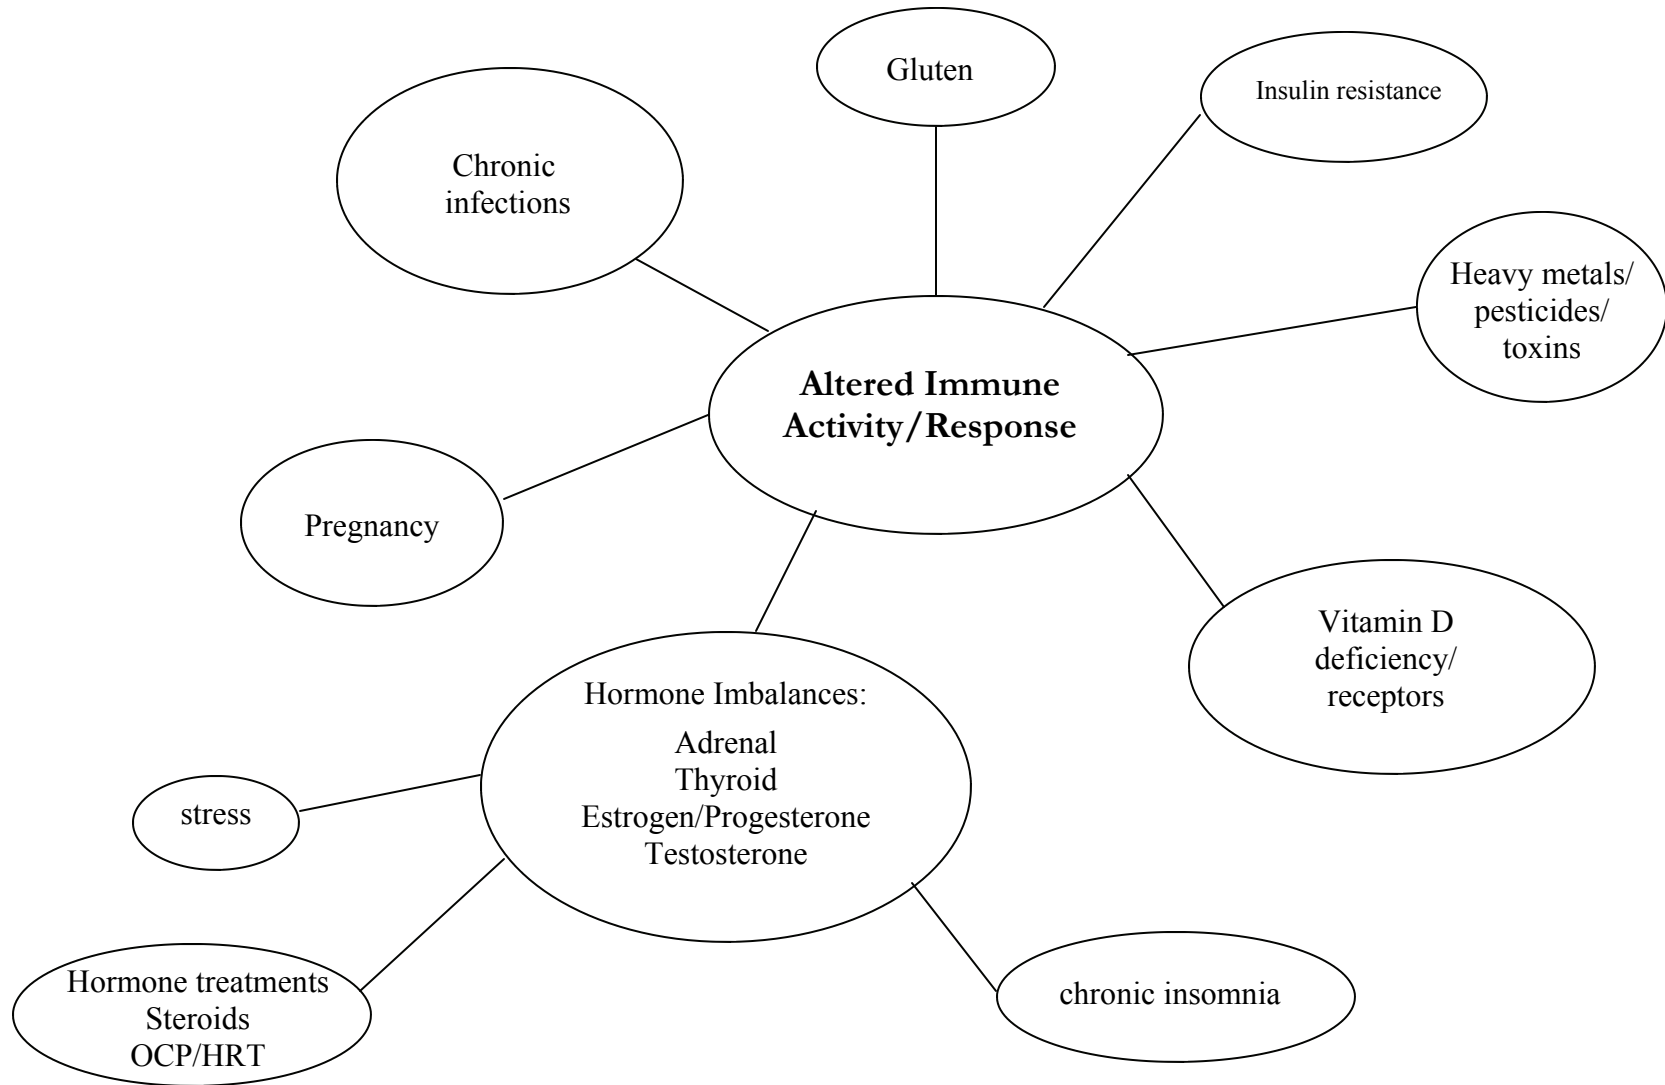 Gluten
Insulin resistance
Chronic
infections
Heavy metals/
pesticides/
toxins
Altered Immune
Activity/Response
Pregnancy
Vitamin D
deficiency/
receptors
Hormone Imbalances:
Adrenal
Thyroid
Estrogen/Progesterone
Testosterone
stress
Hormone treatments
Steroids
OCP/HRT
chronic insomnia